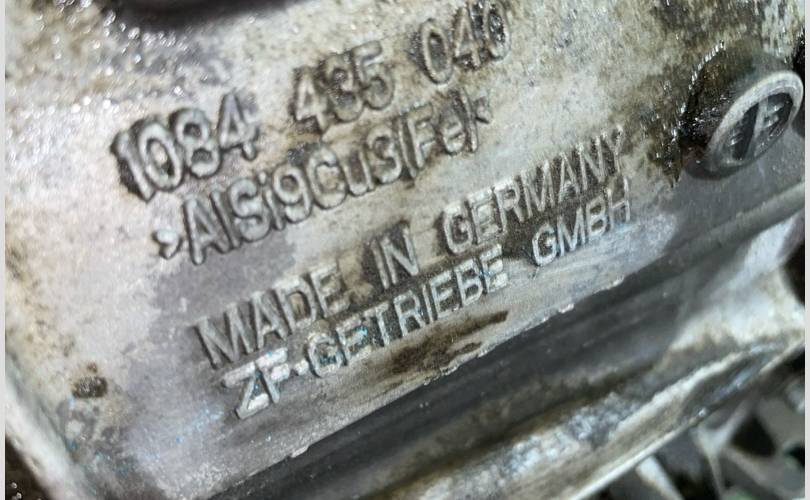 1084 435 040
>AlSi9Cu3(Fe)<
MADE IN GERMANY
ZF-GETRIEBE GMBH